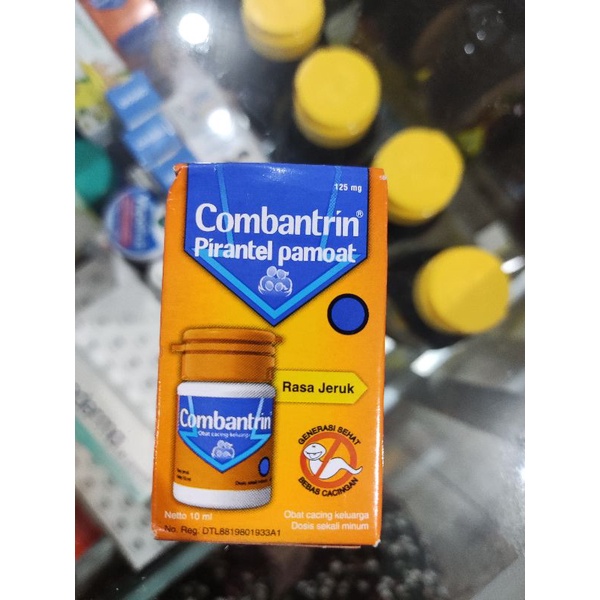 125 mg
Combantrin®
Pirantel pamoat
Rasa Jeruk
Combantrin
Obat cacing keluarga
GENERASI SEHAT
BEBAS CACINGAN
Netto 10 ml
Obat cacing keluarga
Dosis sekali minum
No. Reg. DTL8819801933A1